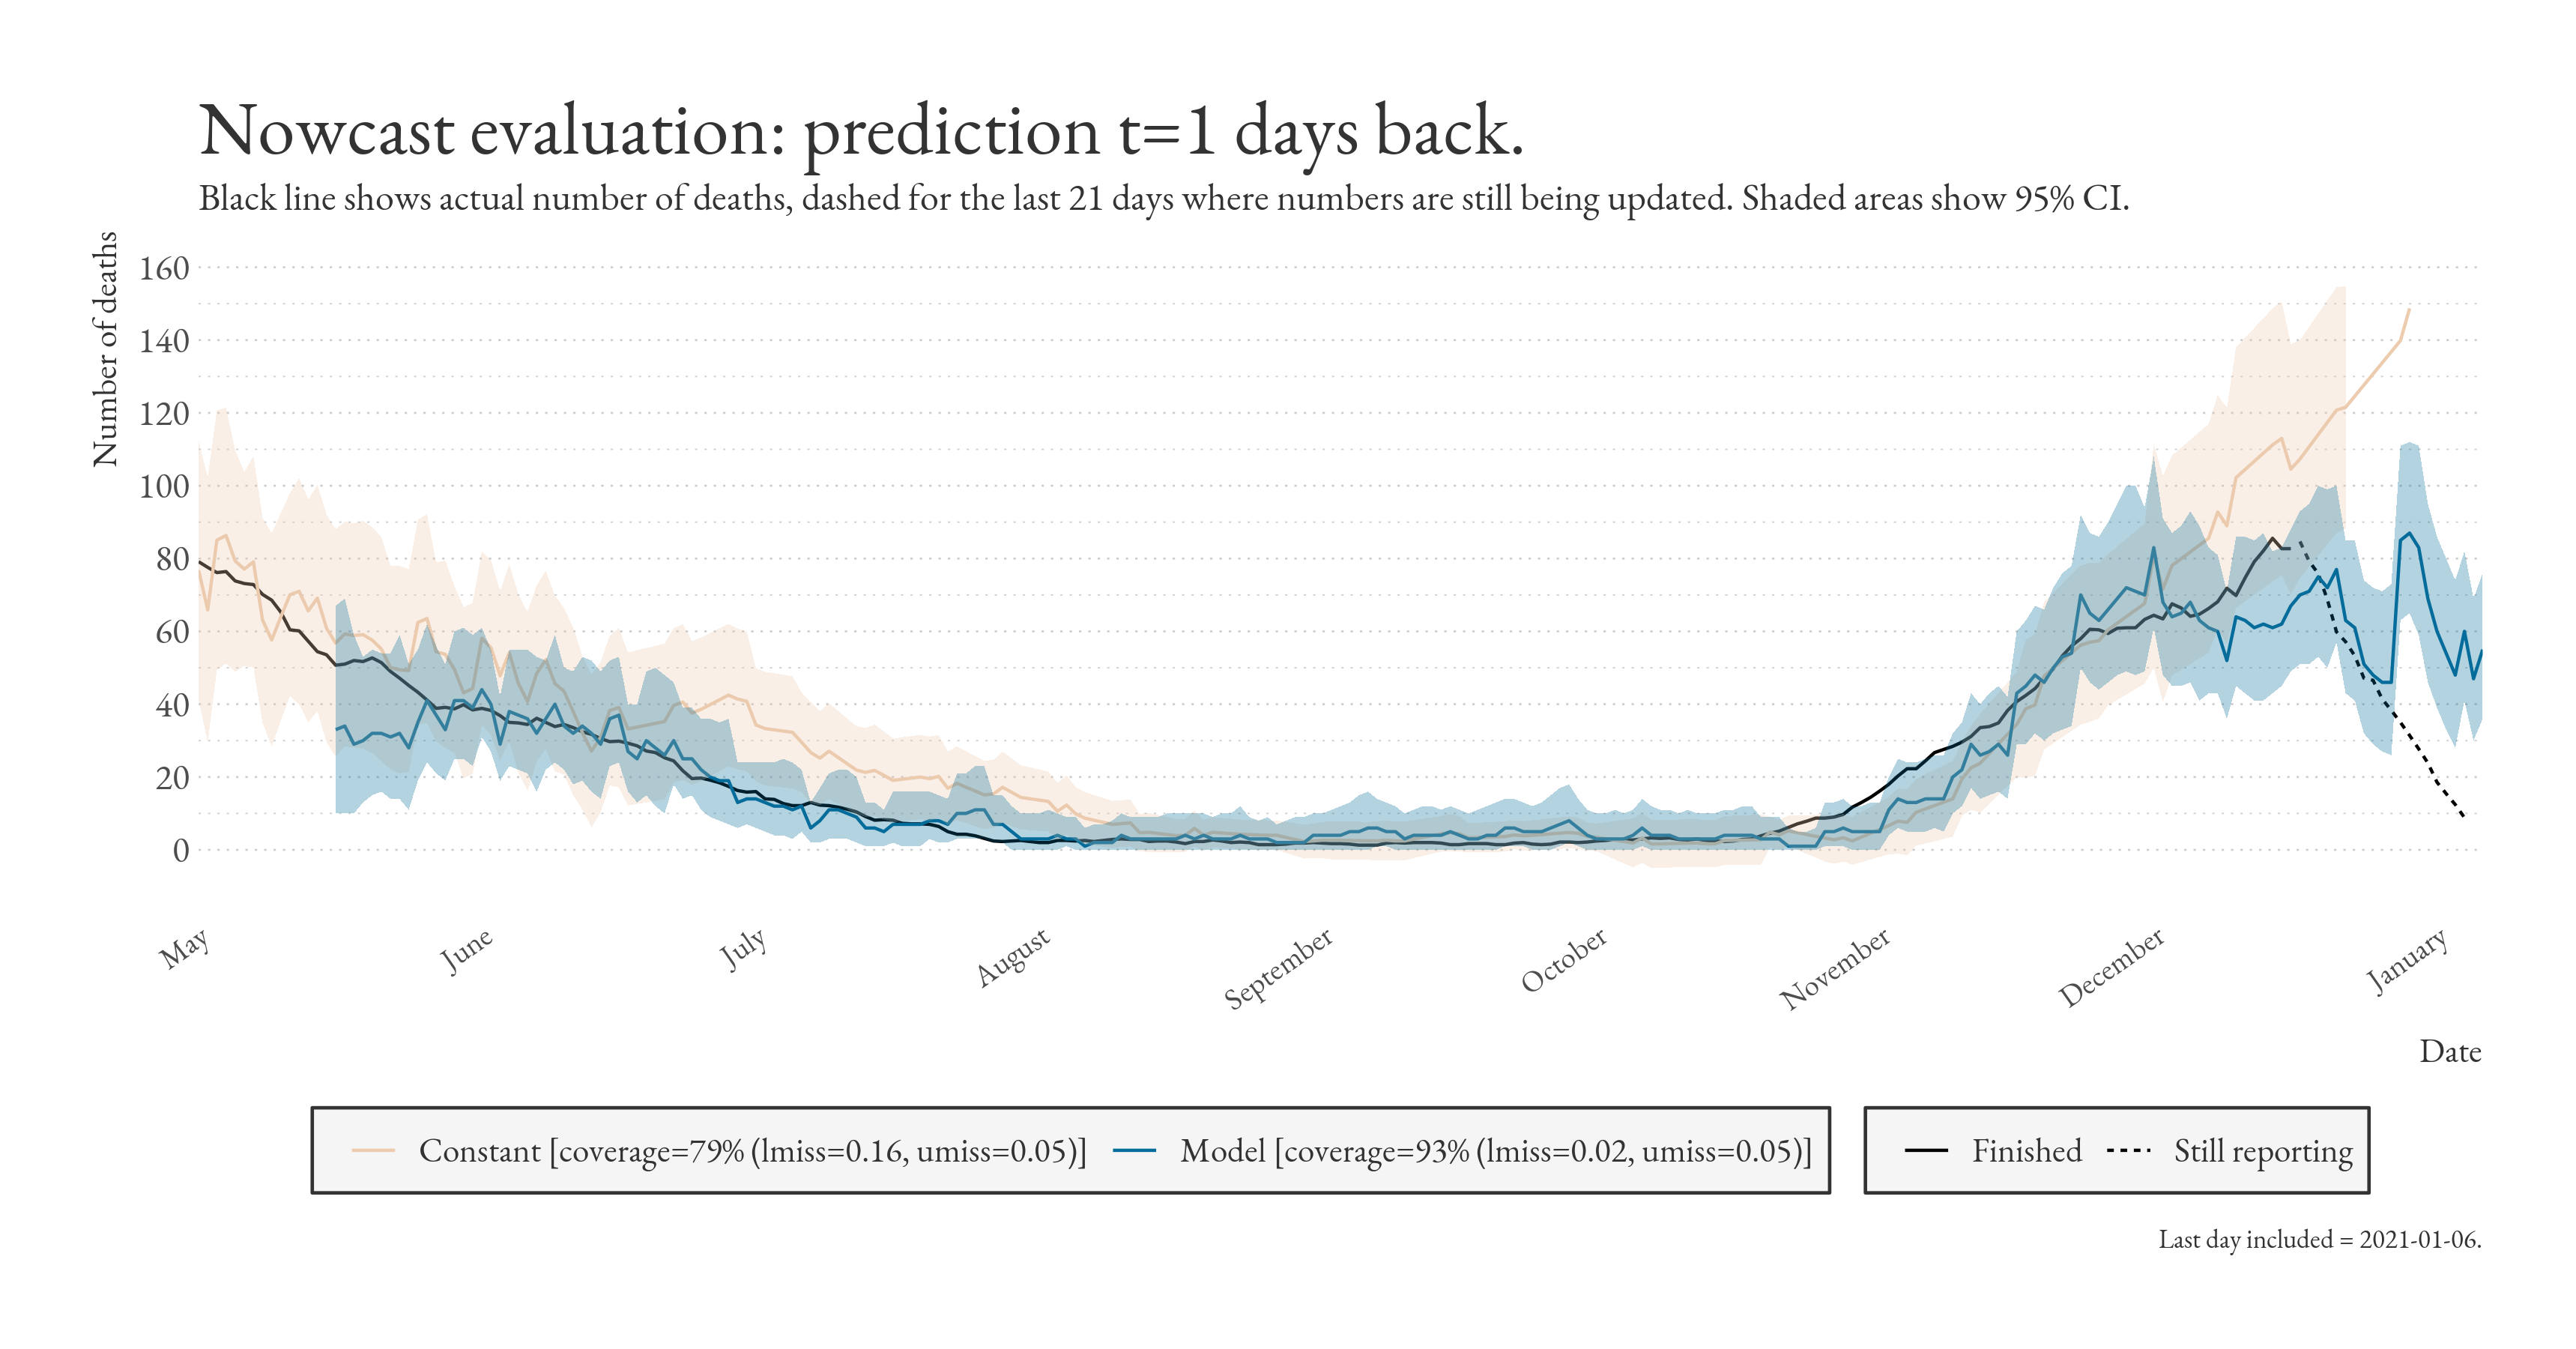 Nowcast evaluation: prediction t=1 days back.
Black line shows actual number of deaths, dashed for the last 21 days where numbers are still being updated. Shaded areas show 95% CI.
Number of deaths
160
140
120
100
80
60
40
20
0
May
June
July
August
September
October
November
December
January
Date
Constant [coverage=79% (lmiss=0.16, umiss=0.05)]
Model [coverage=93% (lmiss=0.02, umiss=0.05)]
Finished
Still reporting
Last day included = 2021-01-06.